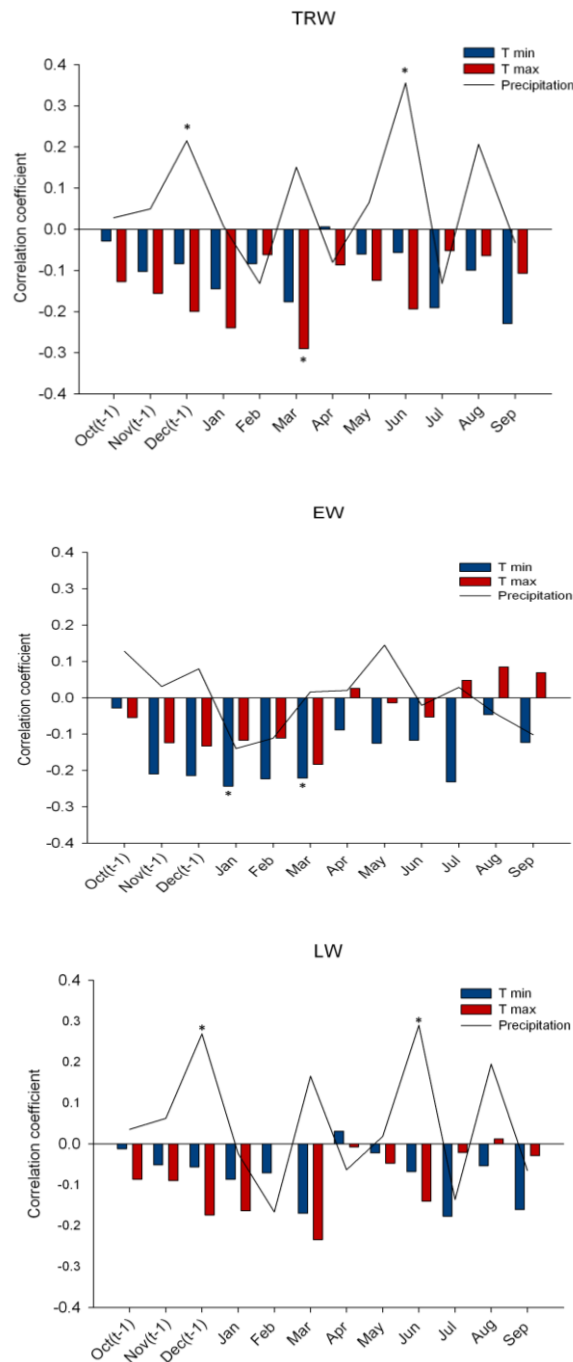 TRW
T min
T max
Precipitation
*
*
*
0.4
0.3
0.2
0.1
0.0
-0.1
-0.2
-0.3
-0.4
Correlation coefficient
Oct(t-1)
Nov(t-1)
Dec(t-1)
Jan
Feb
Mar
Apr
May
Jun
Jul
Aug
Sep
EW
T min
T max
Precipitation
*
*
0.4
0.3
0.2
0.1
0.0
-0.1
-0.2
-0.3
-0.4
Correlation coefficient
Oct(t-1)
Nov(t-1)
Dec(t-1)
Jan
Feb
Mar
Apr
May
Jun
Jul
Aug
Sep
LW
T min
T max
Precipitation
*
*
0.4
0.3
0.2
0.1
0.0
-0.1
-0.2
-0.3
-0.4
Correlation coefficient
Oct(t-1)
Nov(t-1)
Dec(t-1)
Jan
Feb
Mar
Apr
May
Jun
Jul
Aug
Sep